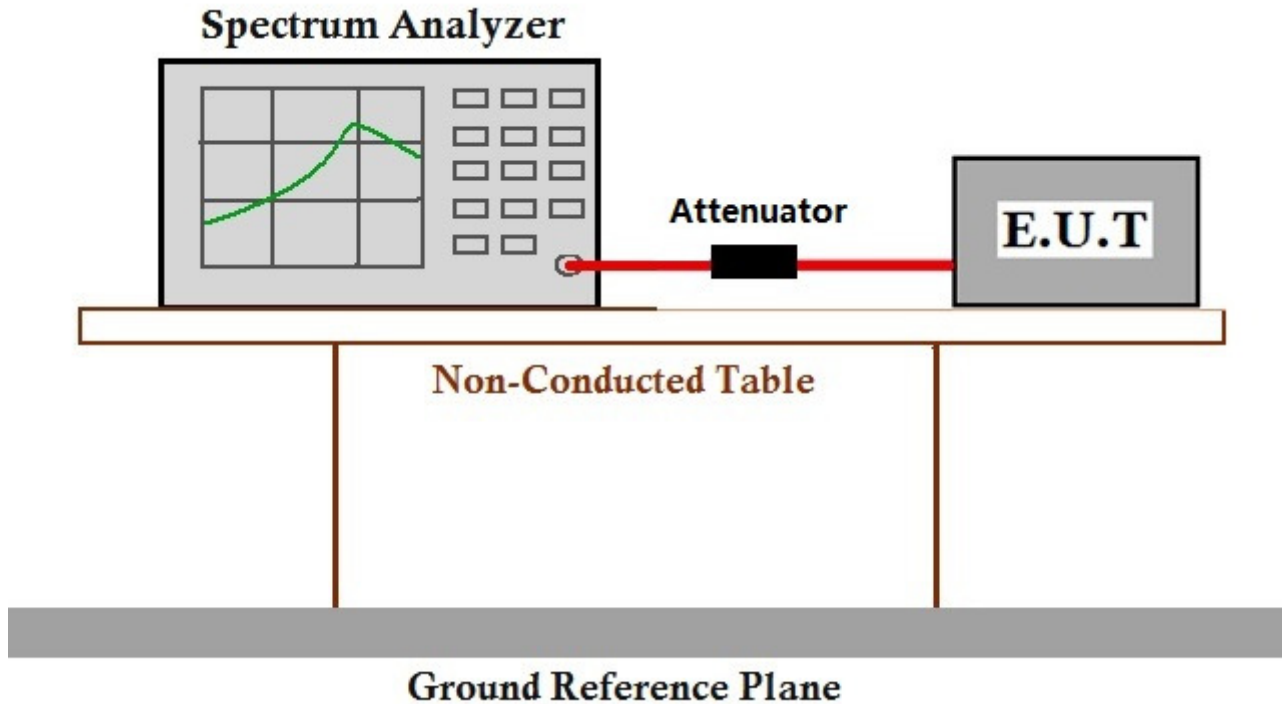 Spectrum Analyzer
Attenuator
E.U.T
Non-Conducted Table
Ground Reference Plane